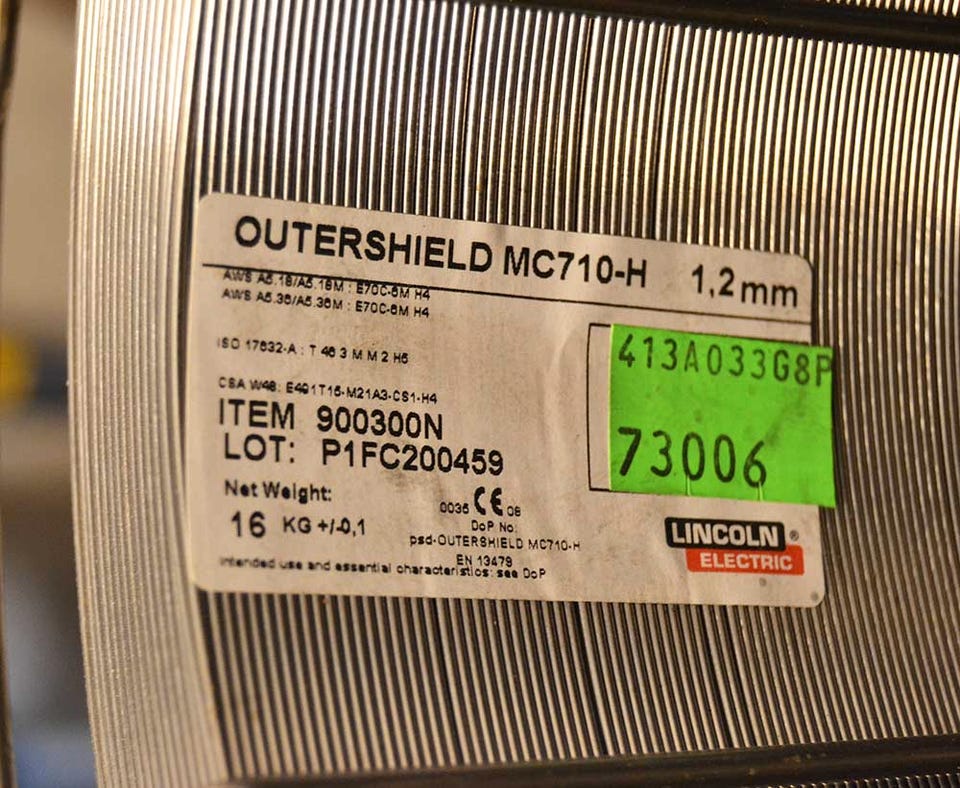 OUTERSHIELD MC710-H 1,2mm
AWS A5.18/A5.18M : E70C-6M H4
AWS A5.36/A5.36M : E70C-6M H4
ISO 17632-A : T 46 3 M M 2 H5
CSA W48: E491T15-M21A3-CS1-H4
ITEM 900300N
LOT: P1FC200459
413A033G8P
73006
Net Weight:
16 KG +/-0,1
0036 CE 08
DoP No:
psd-OUTERSHIELD MC710-H
EN 13479
Intended use and essential characteristics: see DoP
LINCOLN ®
ELECTRIC